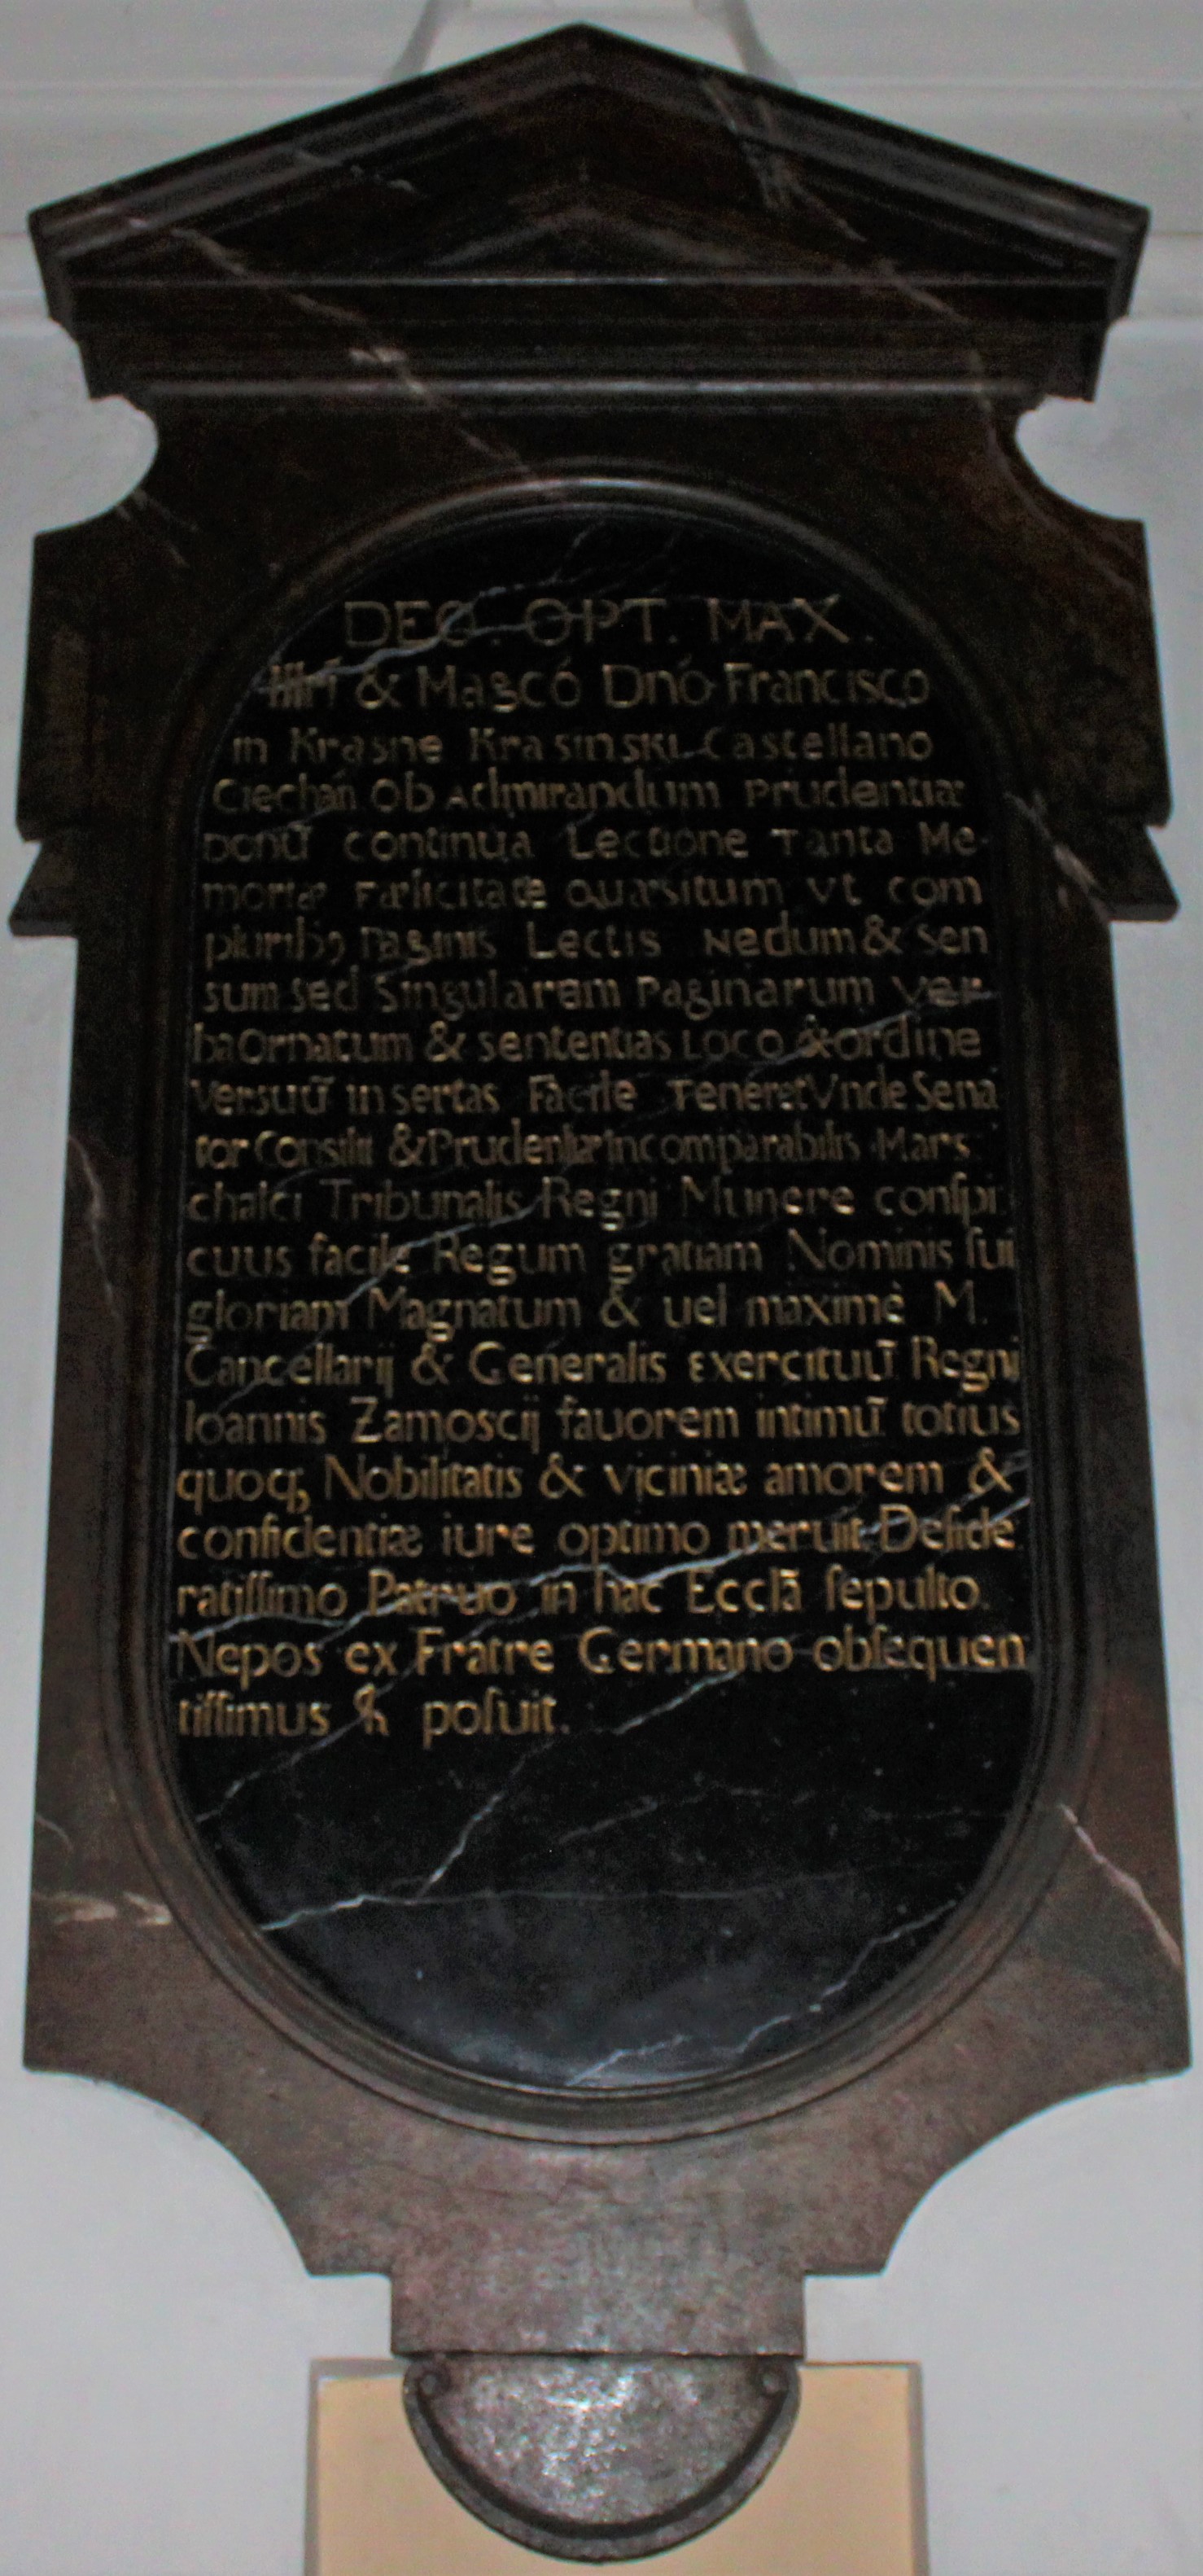 DEO. OPT. MAX.
Illri & Magcó Dnó Francisco
in Krasne Krasinski Castellano
Ciechan Ob Admirandum Prudentiæ
Donū continua Lectione Tanta Me-
moriæ Fælicitate quæsitum Vt com
pluribꝯ Paginis Lectis Nedum & sen
sum sed Singularem Paginarum Ver
ba Ornatum & sententias Loco & ordine
Versuū insertas Facile Teneret Vnde Sena
tor Consilii & Prudentiæ incomparabilis Mars
chalci Tribunalis Regni Munere conſpi
cuus facile Regum gratiam Nominis ſui
gloriam Magnatum & uel maximè M.
Cancellarij & Generalis Exercituū Regni
Ioannis Zamoscij fauorem intimū totius
quoq; Nobilitatis & viciniæ amorem &
confidentiæ iure optimo meruit Deſide
ratiſſimo Patruo in hac Ecclā ſepulto.
Nepos ex Fratre Germano obſequen
tiſſimus poſuit.